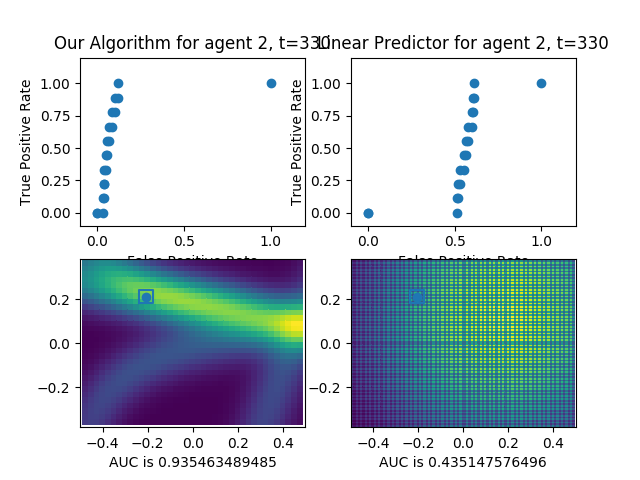 Our Algorithm for agent 2, t=330
Linear Predictor for agent 2, t=330
True Positive Rate
1.00
0.75
0.50
0.25
0.00
0.0 0.5 1.0
False Positive Rate
True Positive Rate
1.00
0.75
0.50
0.25
0.00
0.0 0.5 1.0
False Positive Rate
0.2
0.0
−0.2
−0.4 −0.2 0.0 0.2 0.4
AUC is 0.935463489485
0.2
0.0
−0.2
−0.4 −0.2 0.0 0.2 0.4
AUC is 0.435147576496